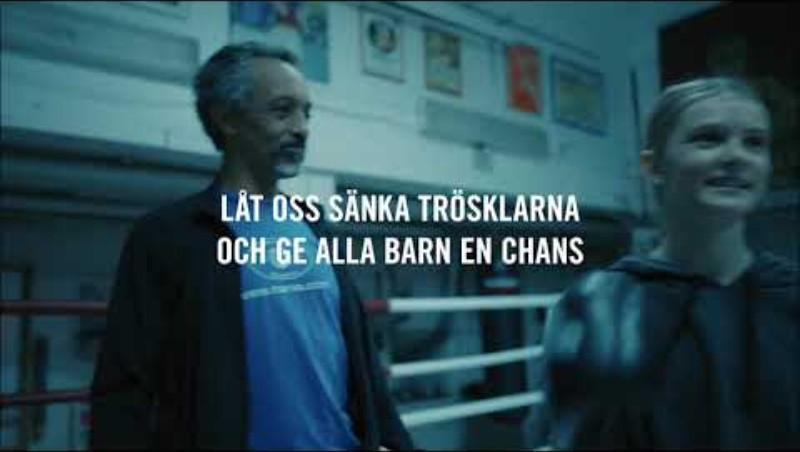 LÅT OSS SÄNKA TRÖSKLARNA
OCH GE ALLA BARN EN CHANS